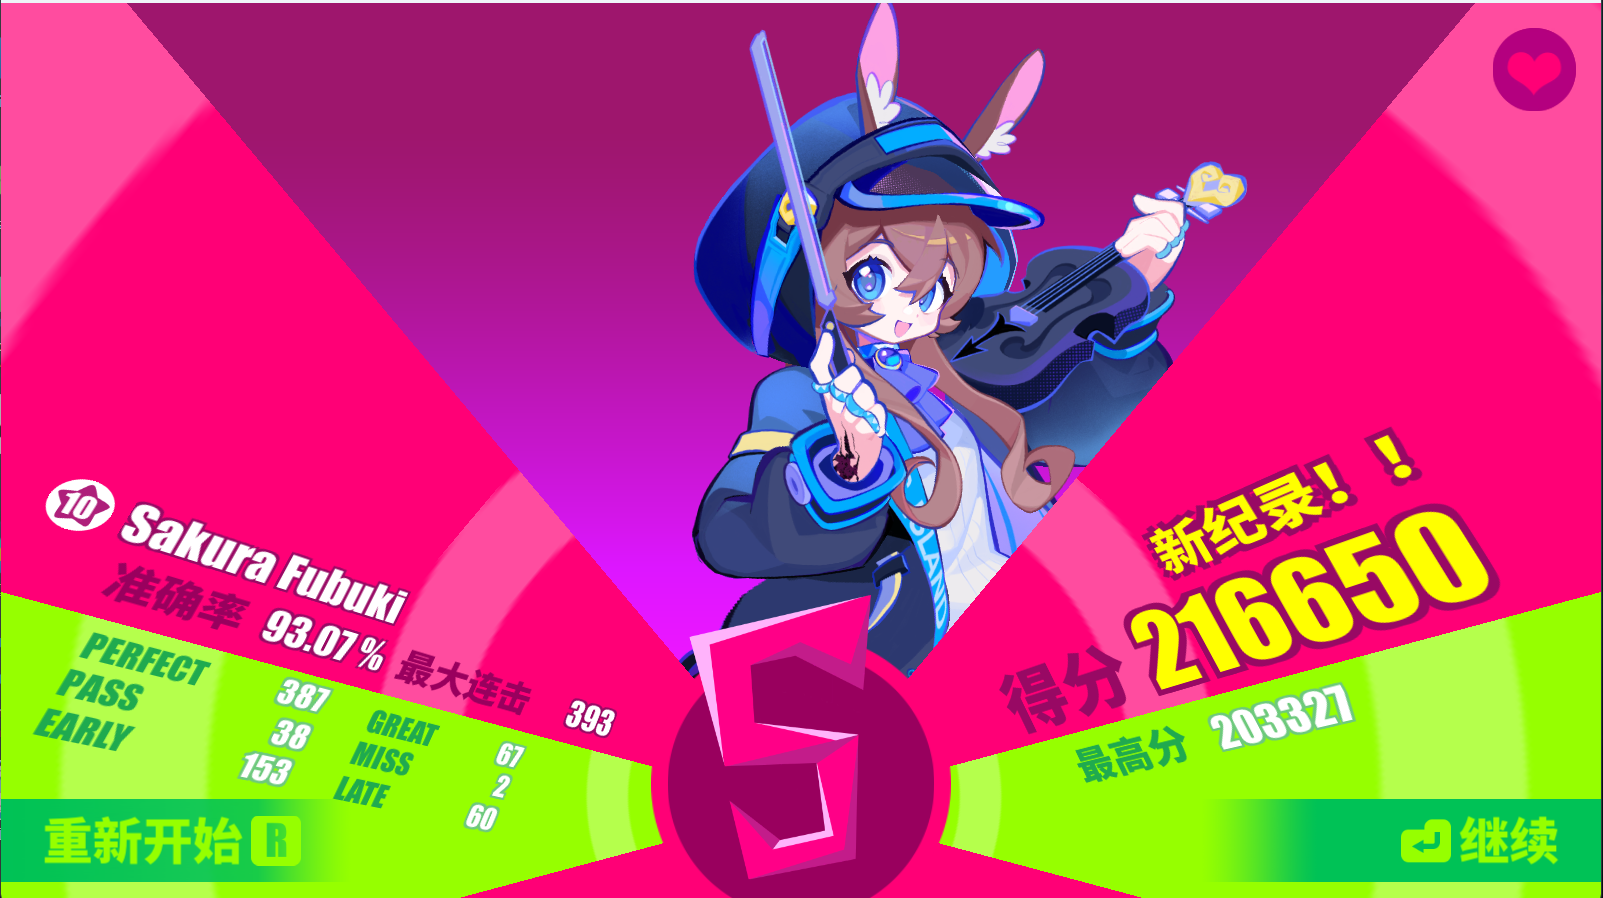 10
Sakura Fubuki
准确率 93.07 %
最大连击 393
PERFECT 387
GREAT 67
PASS 38
MISS 2
EARLY 153
LATE 60
重新开始 R
S
新纪录！！
得分 216650
最高分 203327
继续